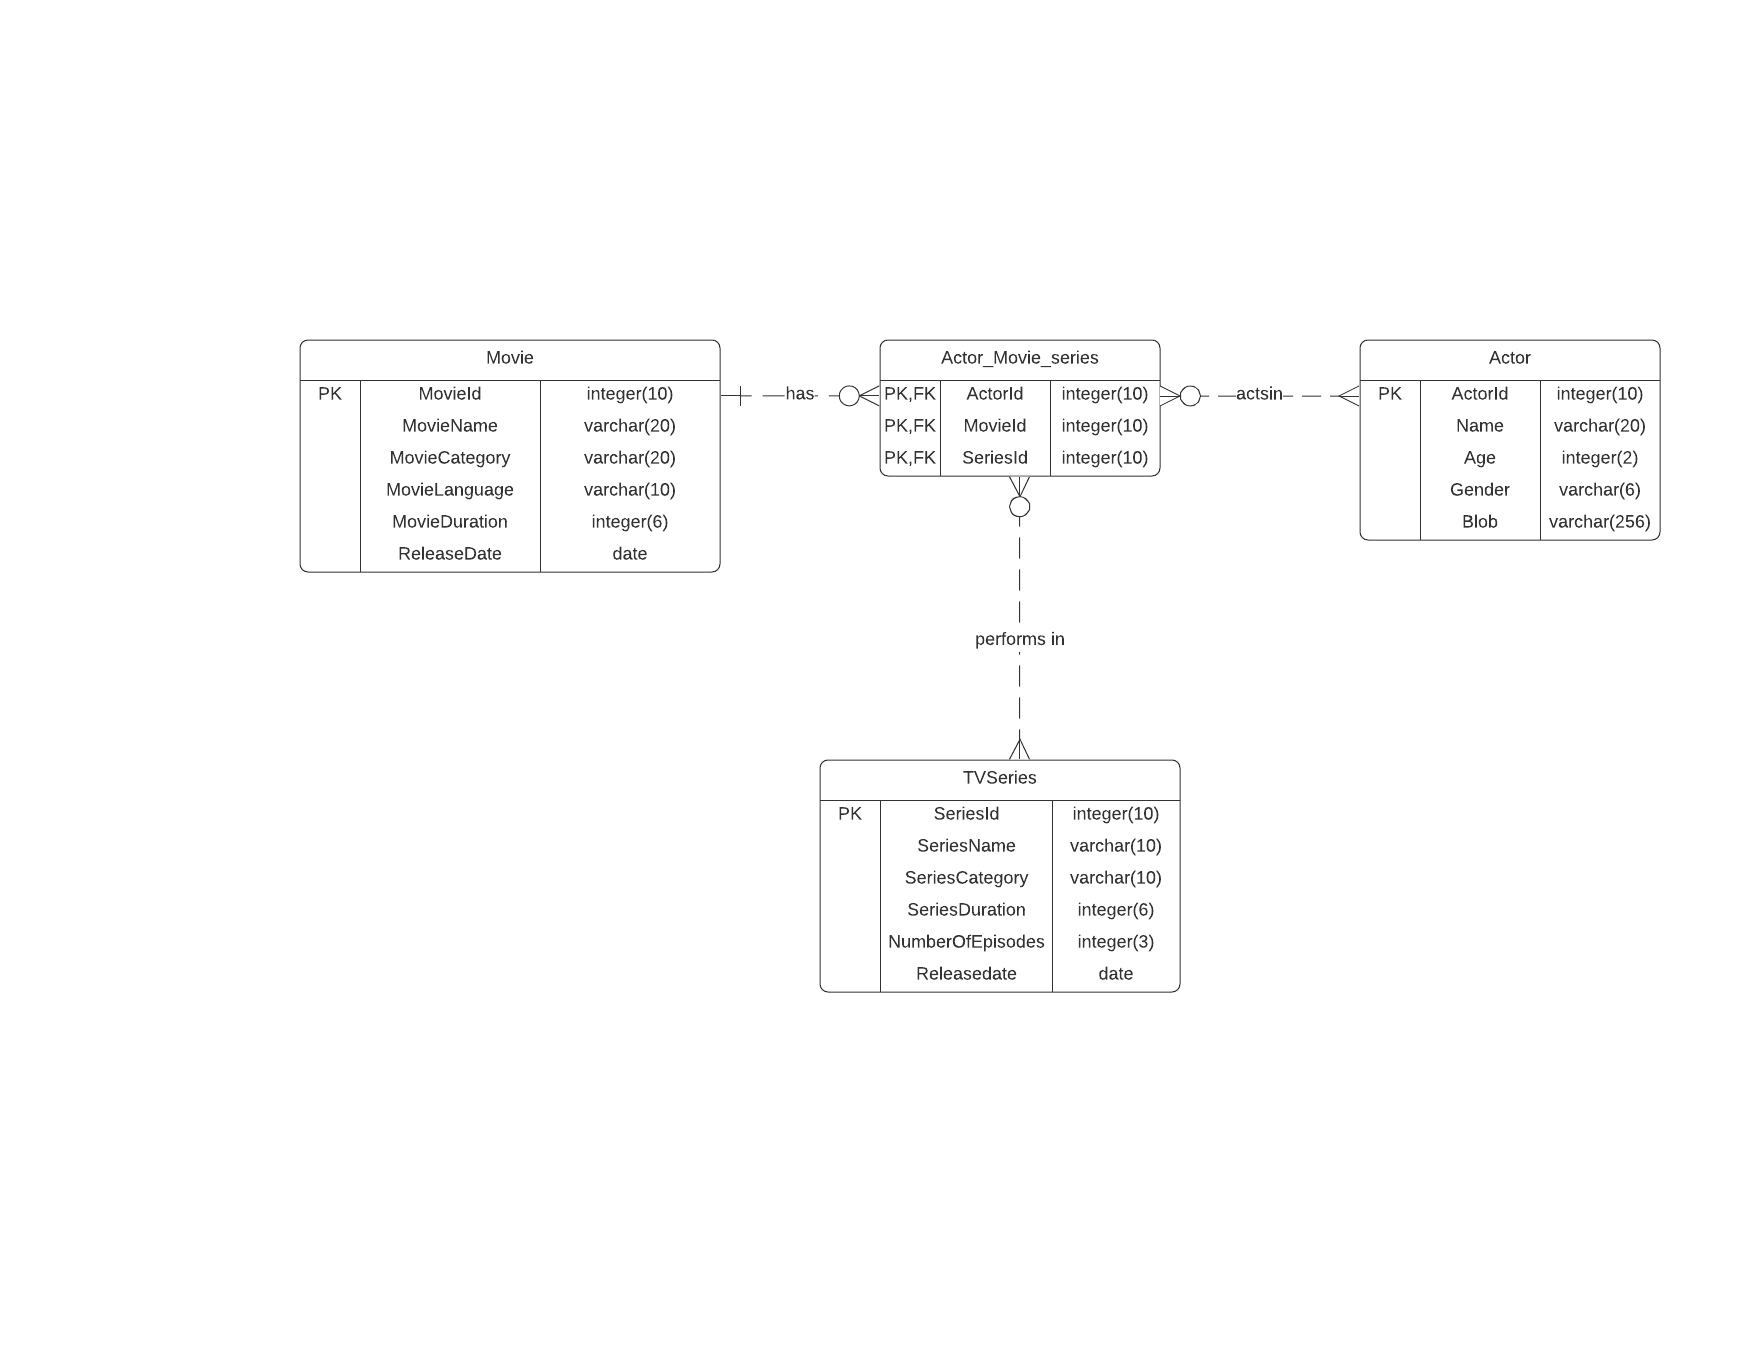 Movie
PK MovieId integer(10)
MovieName varchar(20)
MovieCategory varchar(20)
MovieLanguage varchar(10)
MovieDuration integer(6)
ReleaseDate date
has
Actor_Movie_series
PK,FK ActorId integer(10)
PK,FK MovieId integer(10)
PK,FK SeriesId integer(10)
actsin
Actor
PK ActorId integer(10)
Name varchar(20)
Age integer(2)
Gender varchar(6)
Blob varchar(256)
performs in
TVSeries
PK SeriesId integer(10)
SeriesName varchar(10)
SeriesCategory varchar(10)
SeriesDuration integer(6)
NumberOfEpisodes integer(3)
Releasedate date